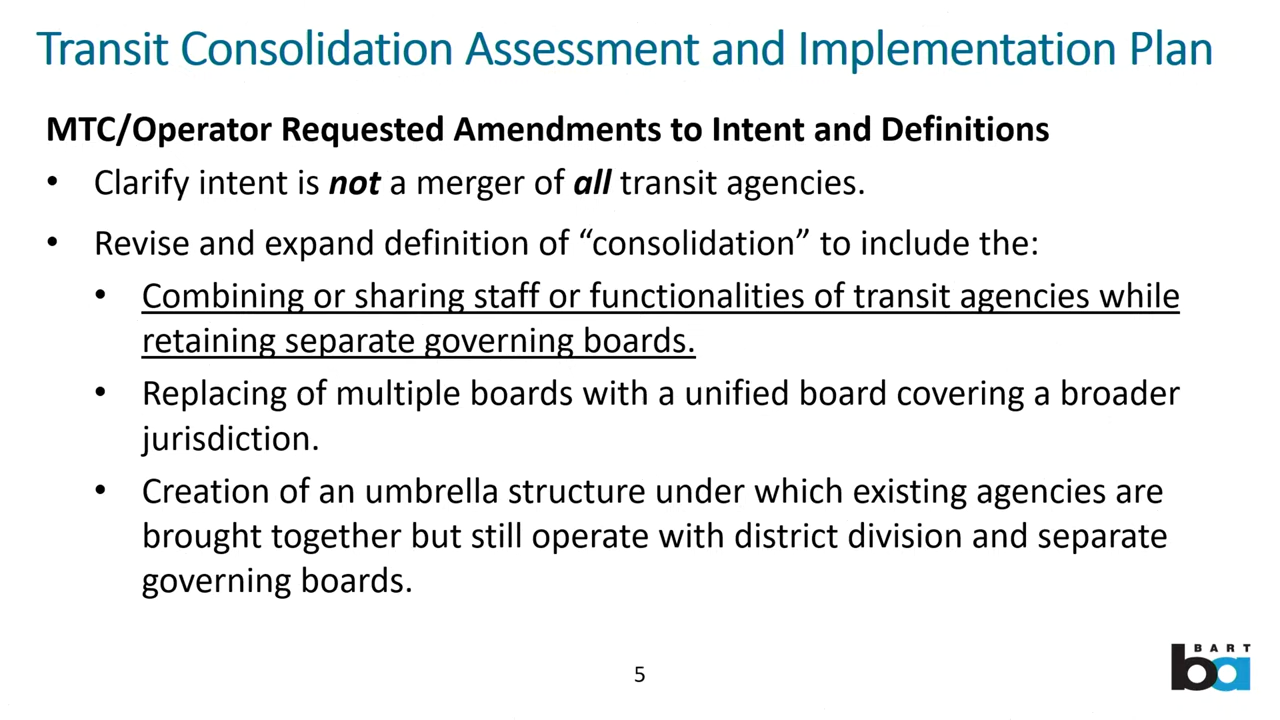 Transit Consolidation Assessment and Implementation Plan
MTC/Operator Requested Amendments to Intent and Definitions
• Clarify intent is not a merger of all transit agencies.
• Revise and expand definition of “consolidation” to include the:
• Combining or sharing staff or functionalities of transit agencies while
retaining separate governing boards.
• Replacing of multiple boards with a unified board covering a broader
jurisdiction.
• Creation of an umbrella structure under which existing agencies are
brought together but still operate with district division and separate
governing boards.
5
BART
ba